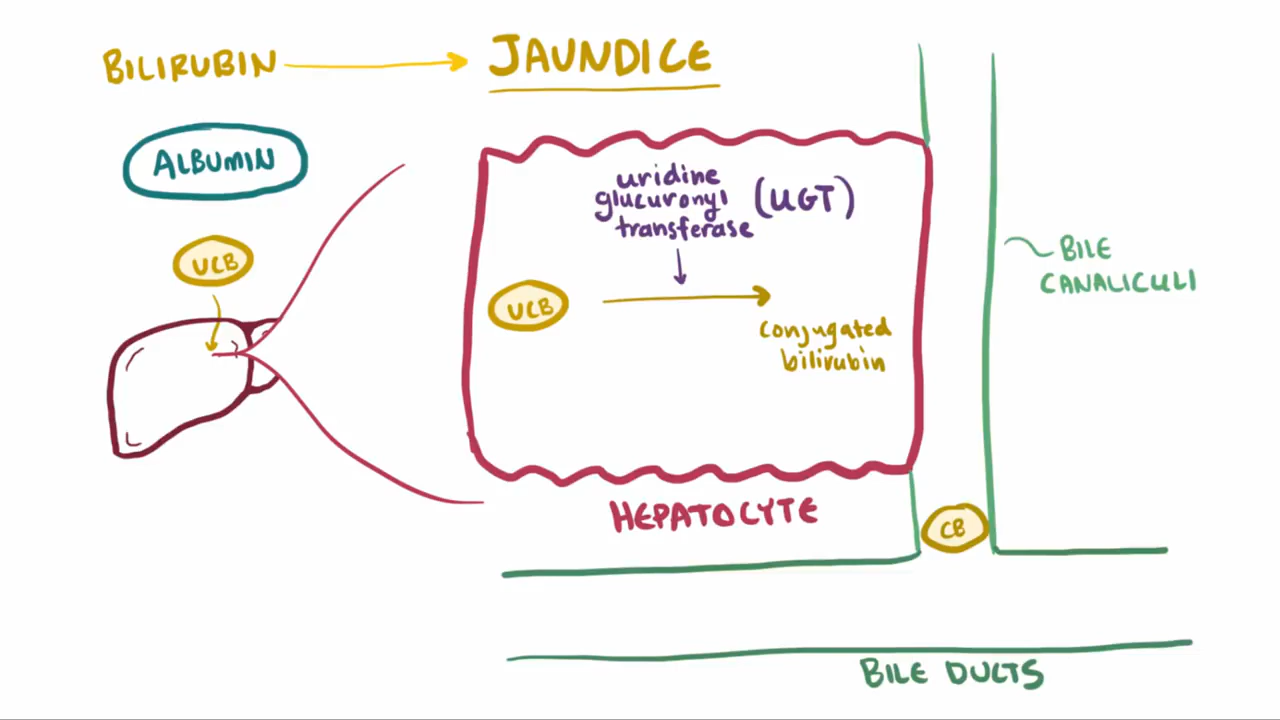 BILIRUBIN
JAUNDICE
ALBUMIN
UCB
uridine
glucuronyl
transferase
(UGT)
UCB
conjugated
bilirubin
BILE
CANALICULI
HEPATOCYTE
CB
BILE DUCTS